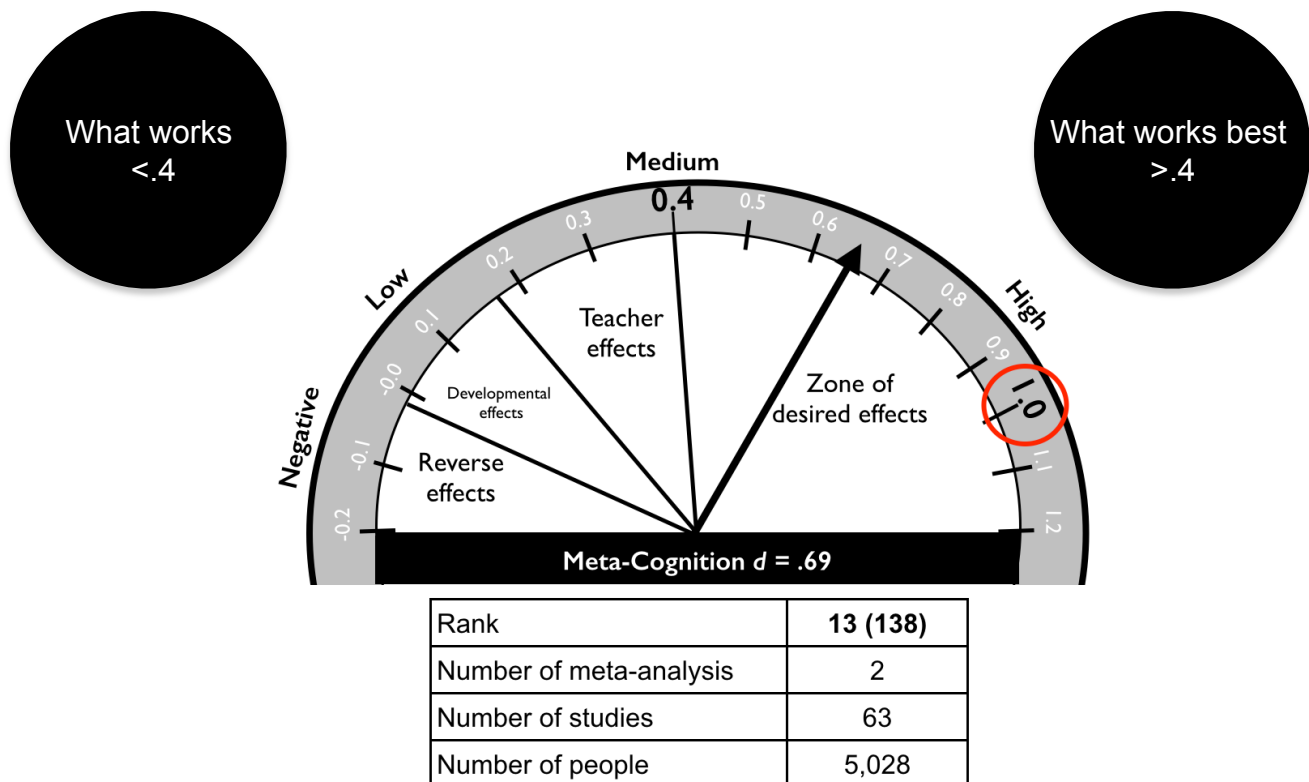 What works
<.4
What works best
>.4
Negative
Low
Medium
High
-0.2
-0.1
-0.0
0.1
0.2
0.3
0.4
0.5
0.6
0.7
0.8
0.9
1.0
1.1
1.2
Reverse
effects
Developmental
effects
Teacher
effects
Zone of
desired effects
Meta-Cognition d = .69
Rank 13 (138)
Number of meta-analysis 2
Number of studies 63
Number of people 5,028